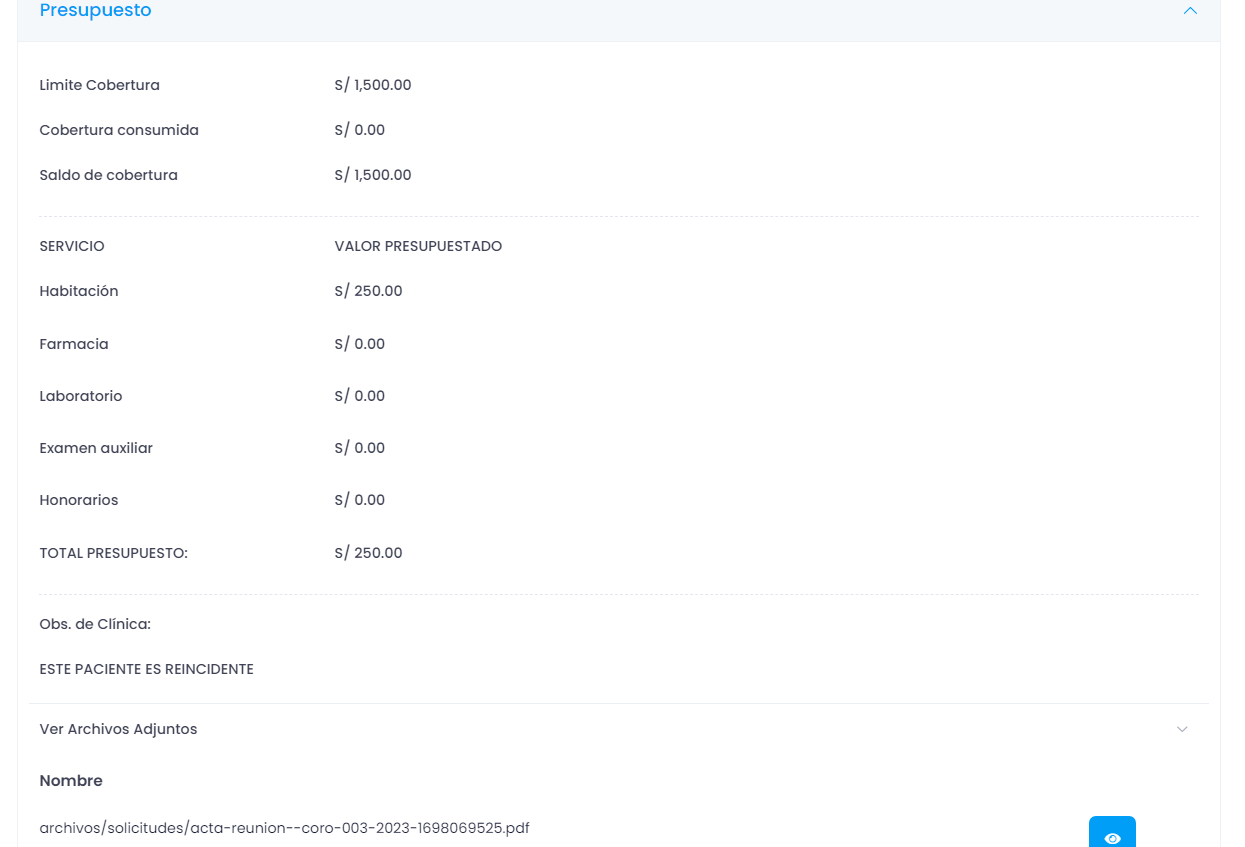 Presupuesto
Limite Cobertura S/ 1,500.00
Cobertura consumida S/ 0.00
Saldo de cobertura S/ 1,500.00
SERVICIO VALOR PRESUPUESTADO
Habitación S/ 250.00
Farmacia S/ 0.00
Laboratorio S/ 0.00
Examen auxiliar S/ 0.00
Honorarios S/ 0.00
TOTAL PRESUPUESTO: S/ 250.00
Obs. de Clínica:
ESTE PACIENTE ES REINCIDENTE
Ver Archivos Adjuntos
Nombre
archivos/solicitudes/acta-reunion--coro-003-2023-1698069525.pdf